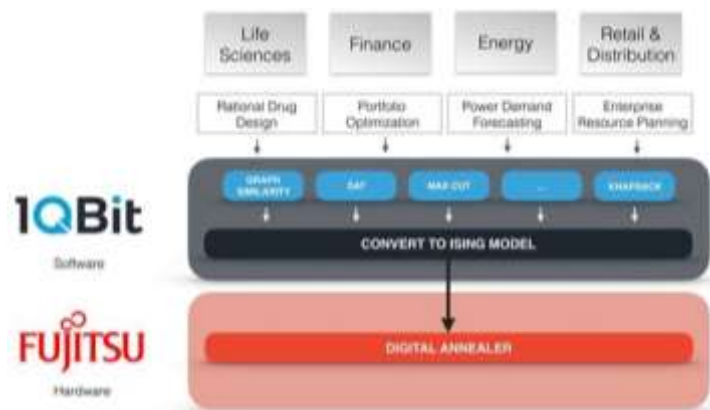 Life
Sciences
Finance
Energy
Retail &
Distribution
Rational Drug
Design
Portfolio
Optimization
Power Demand
Forecasting
Enterprise
Resource Planning
GRAPH
SIMILARITY
SAT
MAX-CUT
...
KNAPSACK
1QBit
CONVERT TO ISING MODEL
Software
FUJITSU
DIGITAL ANNEALER
Hardware